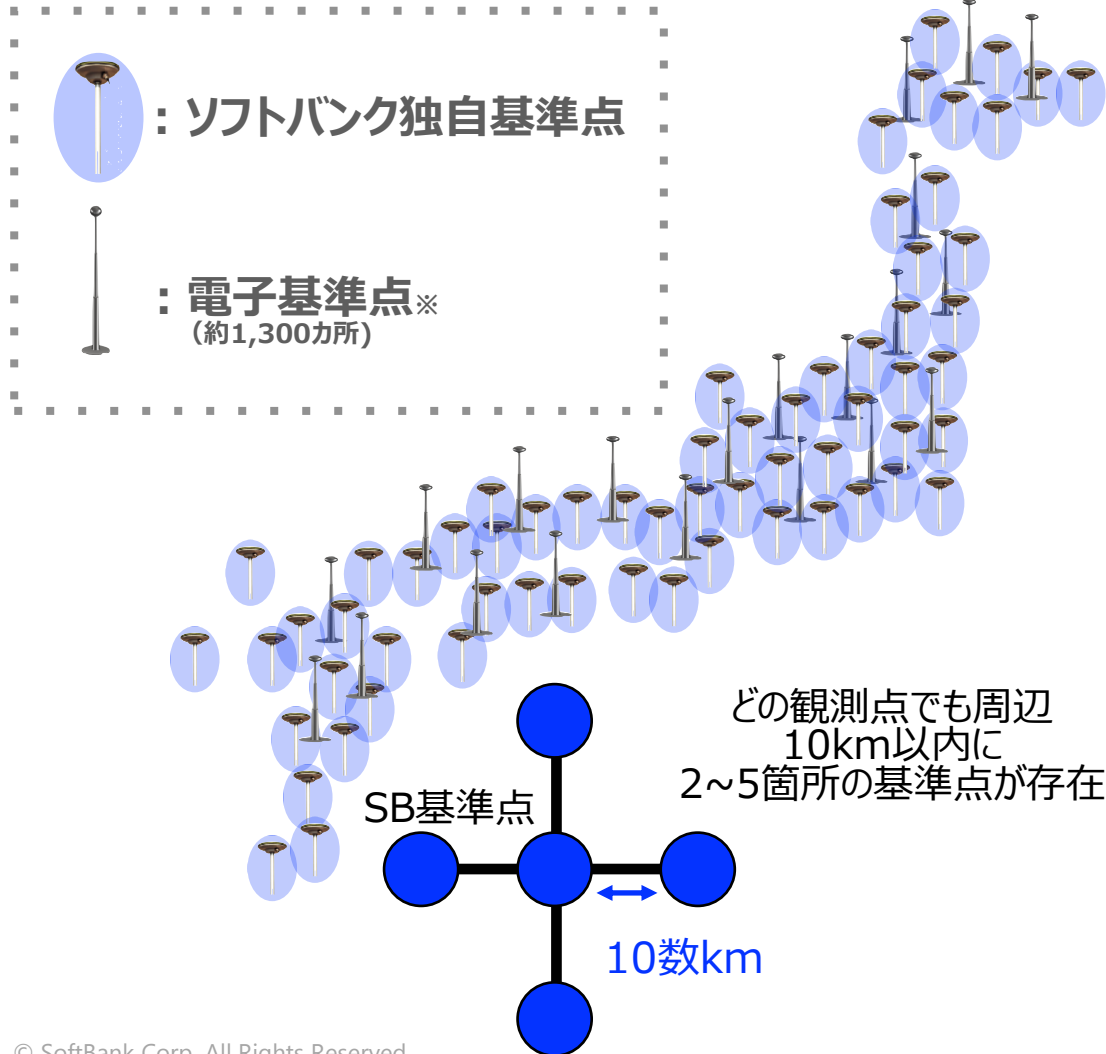 ：ソフトバンク独自基準点
：電子基準点※
（約1,300カ所）
どの観測点でも周辺
10km以内に
2~5箇所の基準点が存在
SB基準点
10数km
© SoftBank Corp. All Rights Reserved